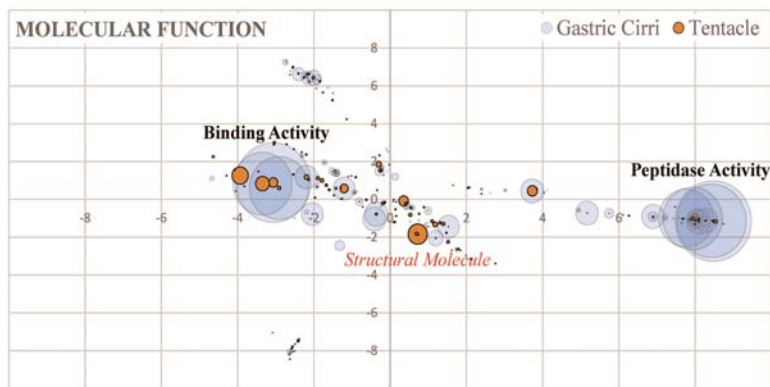 MOLECULAR FUNCTION
Gastric Cirri
Tentacle
8
6
4
Binding Activity
2
Peptidase Activity
-6
-4
-2
0
0
2
4
6
8
-2
Structural Molecule
-4
-6
-8